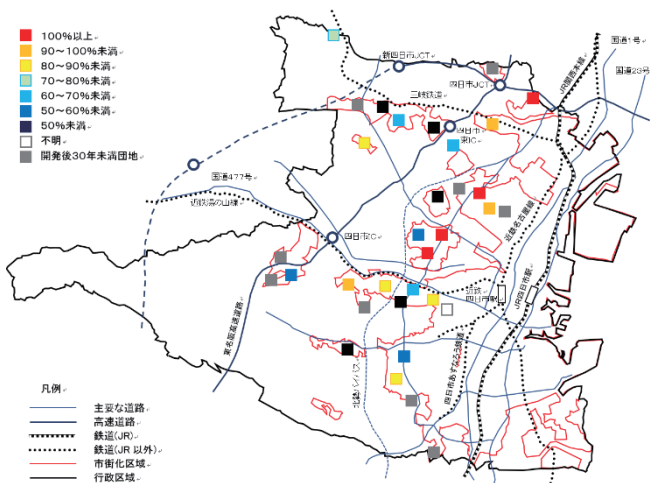 100%以上
90～100%未満
80～90%未満
70～80%未満
60～70%未満
50～60%未満
50%未満
不明
開発後30年未満団地
新四日市JCT
四日市JCT
三岐鉄道
JR関西本線
国道1号
国道23号
四日市
東IC
国道477号
近鉄湯の山線
四日市IC
近鉄名古屋線
東名阪高速道路
近鉄
四日市駅
JR四日市駅
北勢バイパス
四日市あすなろう鉄道
凡例
主要な道路
高速道路
鉄道(JR)
鉄道(JR 以外)
市街化区域
行政区域